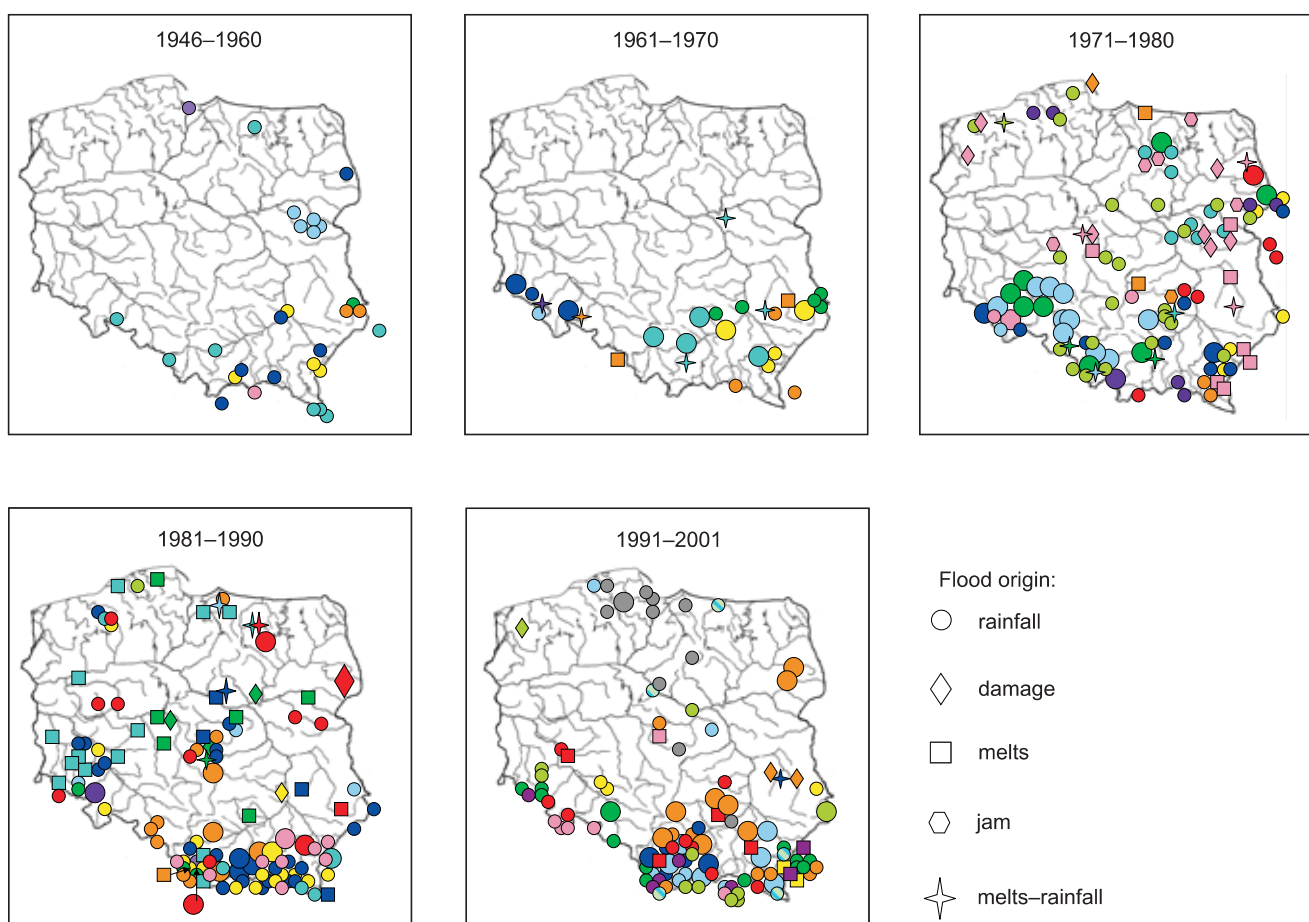 1946–1960
1961–1970
1971–1980
1981–1990
1991–2001
Flood origin:
rainfall
damage
melts
jam
melts–rainfall